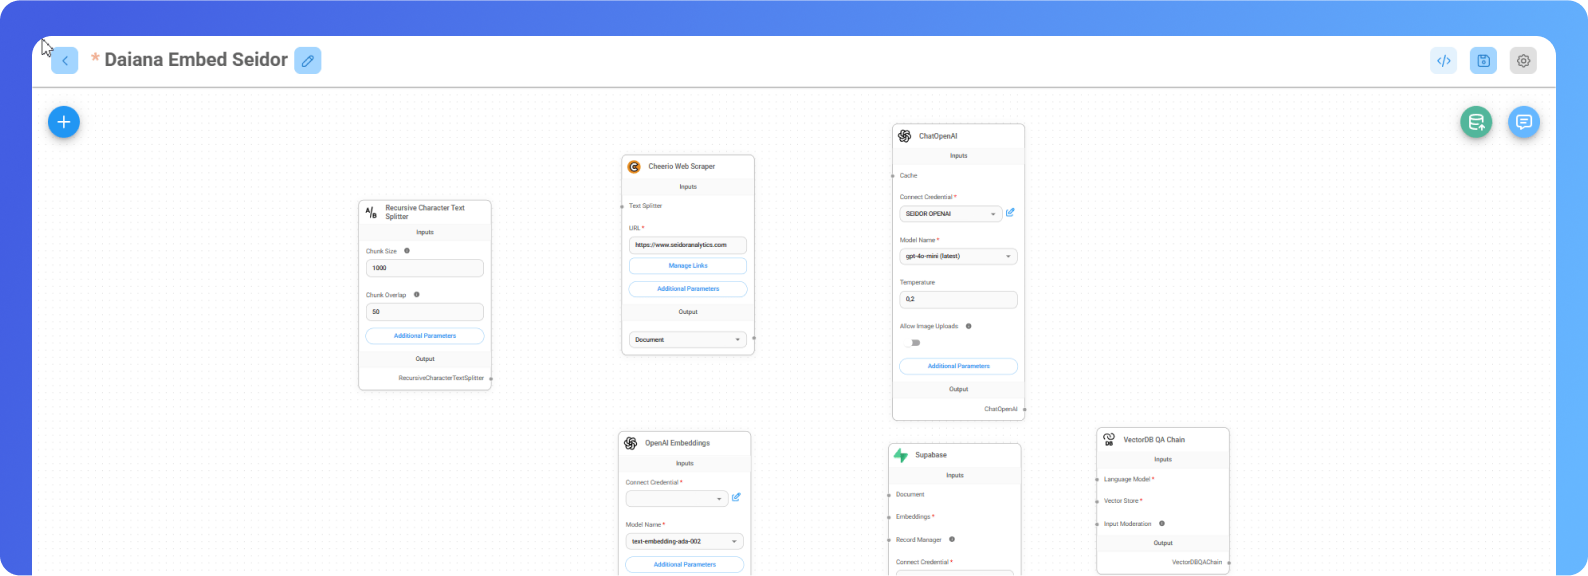 * Daiana Embed Seidor
Recursive Character Text
Splitter
Inputs
Chunk Size
1000
Chunk Overlap
50
Additional Parameters
Output
RecursiveCharacterTextSplitter
Cheerio Web Scraper
Inputs
Text Splitter
URL *
https://www.seidoranalytics.com
Manage Links
Additional Parameters
Output
Document
OpenAI Embeddings
Inputs
Connect Credential *
Model Name *
text-embedding-ada-002
Additional Parameters
ChatOpenAI
Inputs
Cache
Connect Credential *
SEIDOR OPENAI
Model Name *
gpt-4o-mini (latest)
Temperature
0,2
Allow Image Uploads
Additional Parameters
Output
ChatOpenAI
Supabase
Inputs
Document
Embeddings *
Record Manager
Connect Credential *
A/B
DB
VectorDB QA Chain
Inputs
Language Model *
Vector Store *
Input Moderation
Output
VectorDBQAChain